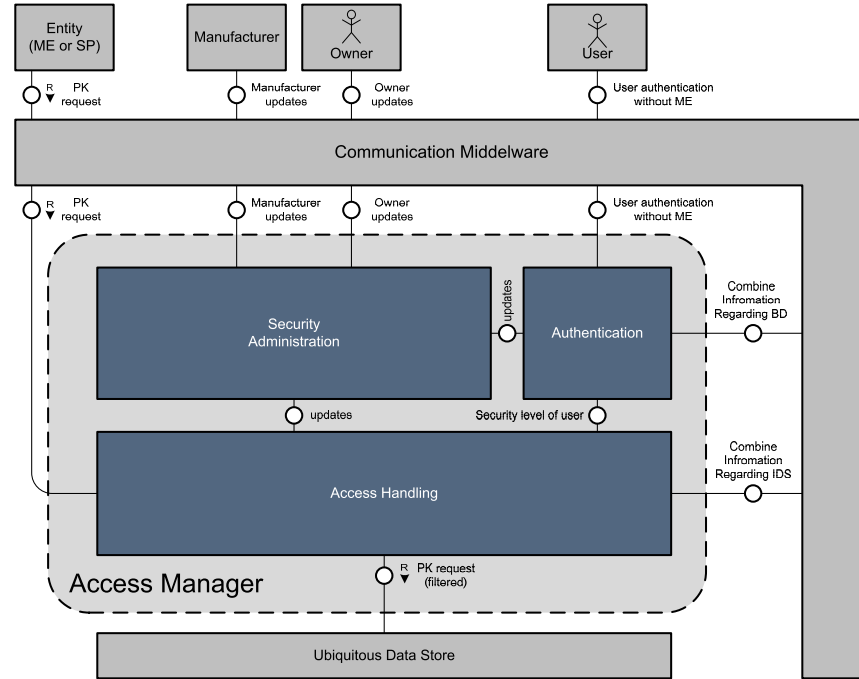 Entity
(ME or SP)
Manufacturer
Owner
User
R
PK
request
Manufacturer
updates
Owner
updates
User authentication
without ME
Communication Middelware
R
PK
request
Manufacturer
updates
Owner
updates
User authentication
without ME
Security
Administration
updates
Authentication
Combine
Infromation
Regarding BD
updates
Security level of user
Access Handling
Combine
Infromation
Regarding IDS
R
PK request
(filtered)
Access Manager
Ubiquitous Data Store